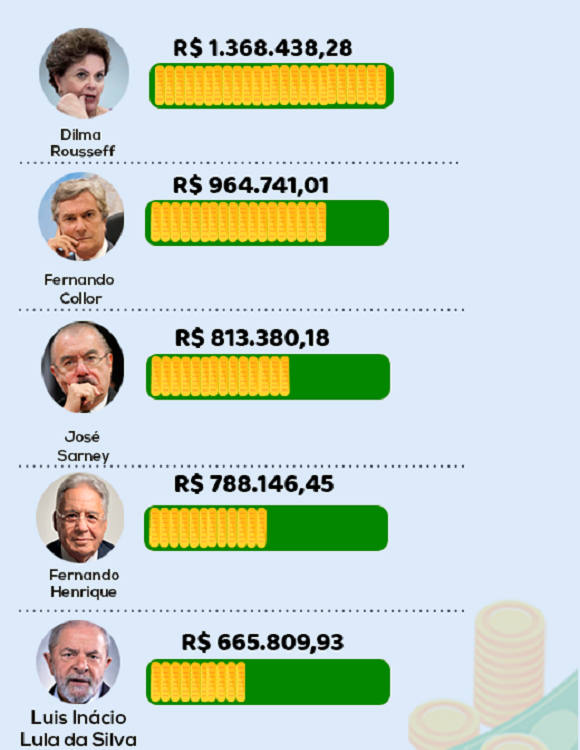 R$ 1.368.438,28
Dilma
Rousseff
R$ 964.741,01
Fernando
Collor
R$ 813.380,18
José
Sarney
R$ 788.146,45
Fernando
Henrique
R$ 665.809,93
Luis Inácio
Lula da Silva